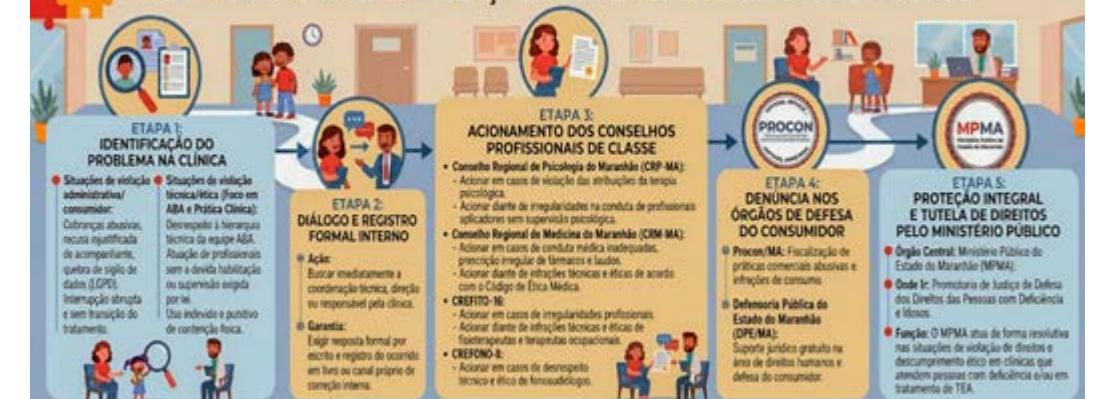 ETAPA 1:
IDENTIFICAÇÃO DO
PROBLEMA NA CLÍNICA
Situações de violação
administrativa/
consumidor:
Cobranças abusivas,
recusa injustificada
de acompanhante,
quebra de sigilo de
dados (LGPD).
Interrupção abrupta
e sem transição do
tratamento.
Situações de violação
técnica/ética (Foco em
ABA e Prática Clínica):
Desrespeito à hierarquia
técnica da equipe ABA.
Atuação de profissionais
sem a devida habilitação
ou supervisão exigida
por lei.
Uso indevido e punitivo
de contenção física.
ETAPA 2:
DIÁLOGO E REGISTRO
FORMAL INTERNO
Ação:
Buscar imediatamente a
coordenação técnica, direção
ou responsável pela clínica.
Garantia:
Exigir resposta formal por
escrito e registro do ocorrido
em livro ou canal próprio de
correção interna.
ETAPA 3:
ACIONAMENTO DOS CONSELHOS
PROFISSIONAIS DE CLASSE
• Conselho Regional de Psicologia do Maranhão (CRP-MA):
- Acionar em casos de violação das atribuições da terapia
psicológica.
- Acionar diante de irregularidades na conduta de profissionais
aplicadores sem supervisão psicológica.
• Conselho Regional de Medicina do Maranhão (CRM-MA):
- Acionar em casos de conduta médica inadequadas,
prescrição irregular de fármacos e laudos.
- Acionar diante de infrações técnicas e éticas de acordo
com o Código de Ética Médica.
• CREFITO-16:
- Acionar em casos de irregularidades profissionais.
- Acionar diante de infrações técnicas e éticas de
fisioterapeutas e terapeutas ocupacionais.
• CREFONO-8:
- Acionar em casos de desrespeito
técnico e ético de fonoaudiólogos.
PROCON
ETAPA 4:
DENÚNCIA NOS
ÓRGÃOS DE DEFESA
DO CONSUMIDOR
Procon/MA: Fiscalização de
práticas comerciais abusivas e
infrações de consumo.
Defensoria Pública do
Estado do Maranhão
(DPE/MA):
Suporte jurídico gratuito na
área de direitos humanos e
defesa do consumidor.
MPMA
ETAPA 5:
PROTEÇÃO INTEGRAL
E TUTELA DE DIREITOS
PELO MINISTÉRIO PÚBLICO
Órgão Central: Ministério Público do
Estado do Maranhão (MPMA).
Onde Ir: Promotoria de Justiça de Defesa
dos Direitos das Pessoas com Deficiência
e Idosos.
Função: O MPMA atua de forma resolutiva
nas situações de violação de direitos e
descumprimento ético em clínicas que
atendem pessoas com deficiência e/ou em
tratamento de TEA.